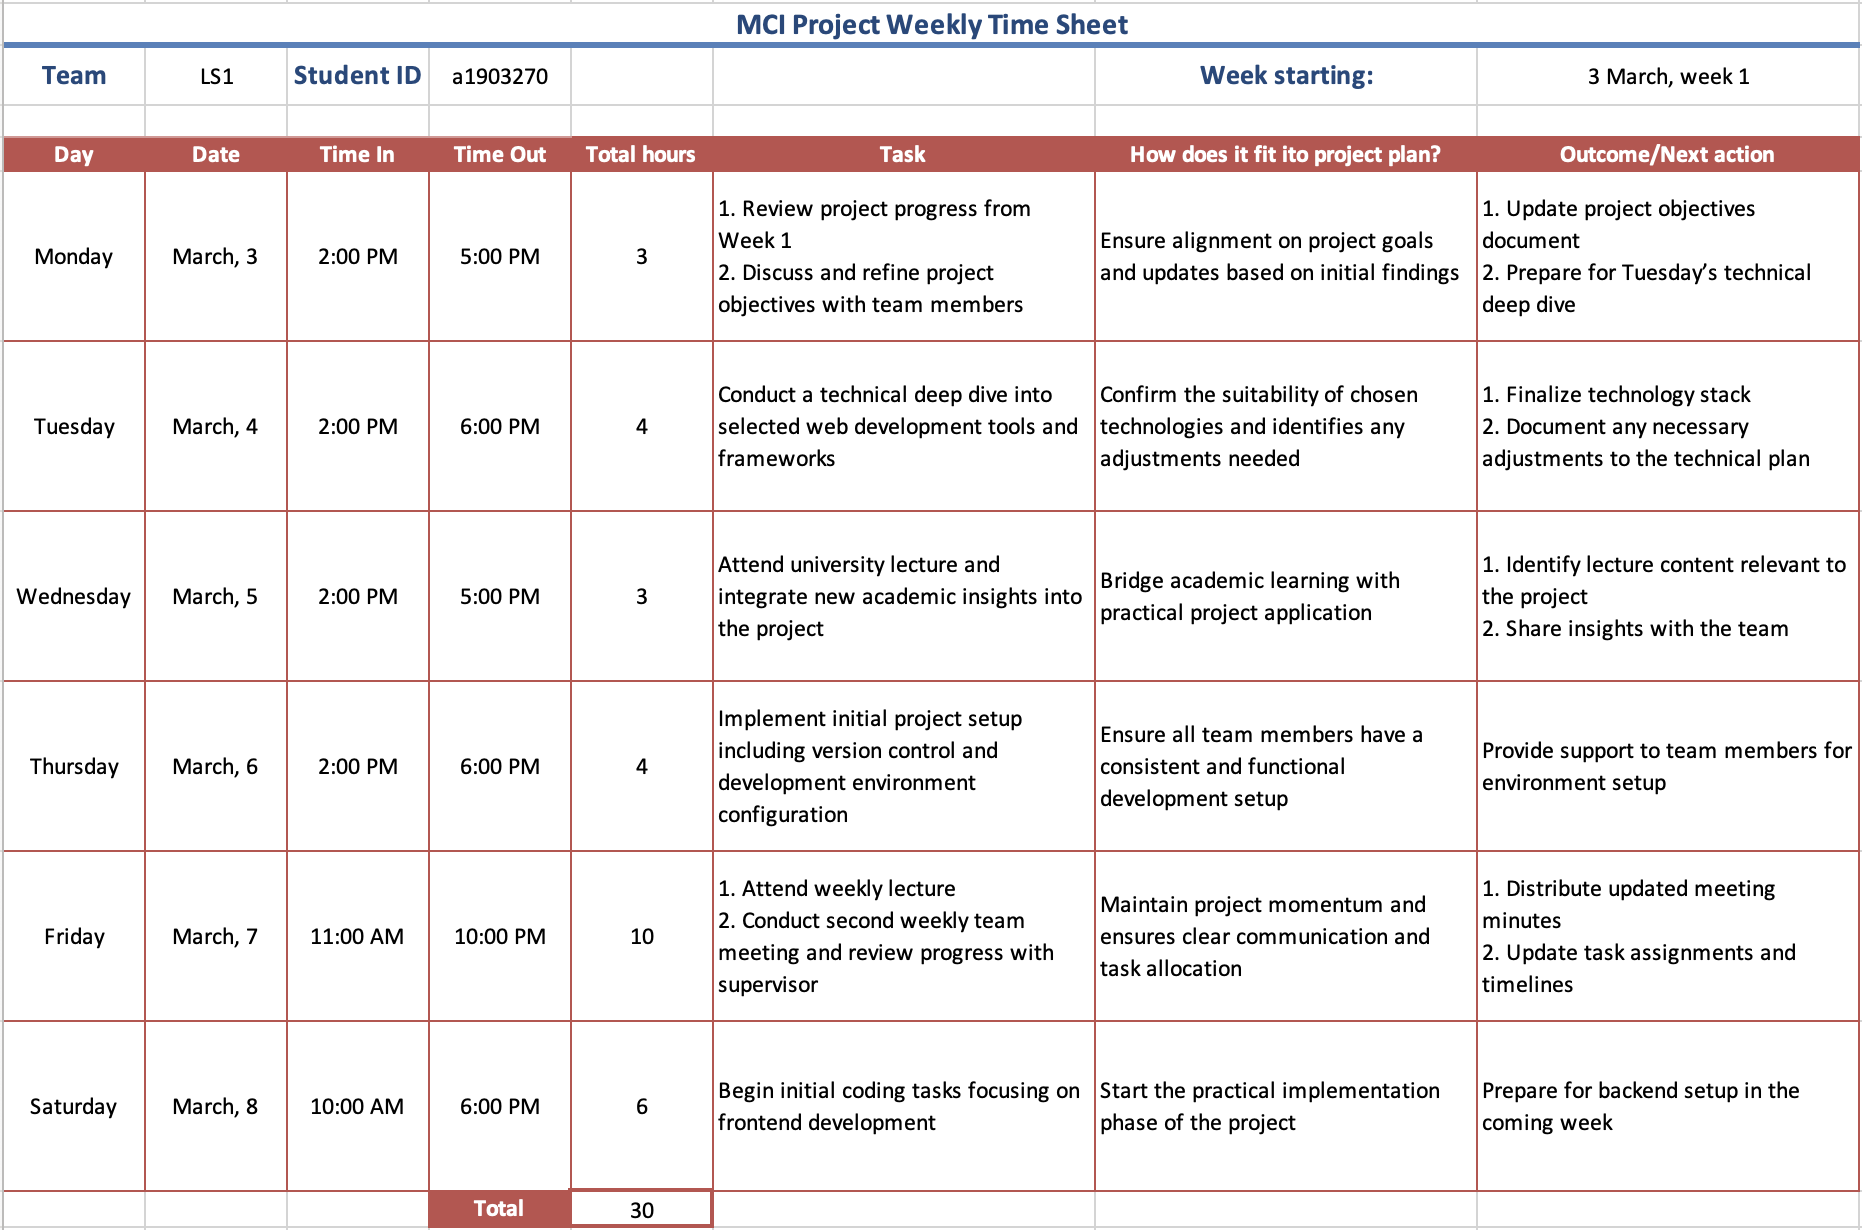 MCI Project Weekly Time Sheet
Team LS1 Student ID a1903270 Week starting: 3 March, week 1
Day Date Time In Time Out Total hours Task How does it fit ito project plan? Outcome/Next action
Monday March, 3 2:00 PM 5:00 PM 3
1. Review project progress from
Week 1
2. Discuss and refine project
objectives with team members
Ensure alignment on project goals
and updates based on initial findings
1. Update project objectives
document
2. Prepare for Tuesday’s technical
deep dive
Tuesday March, 4 2:00 PM 6:00 PM 4
Conduct a technical deep dive into
selected web development tools and
frameworks
Confirm the suitability of chosen
technologies and identifies any
adjustments needed
1. Finalize technology stack
2. Document any necessary
adjustments to the technical plan
Wednesday March, 5 2:00 PM 5:00 PM 3
Attend university lecture and
integrate new academic insights into
the project
Bridge academic learning with
practical project application
1. Identify lecture content relevant to
the project
2. Share insights with the team
Thursday March, 6 2:00 PM 6:00 PM 4
Implement initial project setup
including version control and
development environment
configuration
Ensure all team members have a
consistent and functional
development setup
Provide support to team members for
environment setup
Friday March, 7 11:00 AM 10:00 PM 10
1. Attend weekly lecture
2. Conduct second weekly team
meeting and review progress with
supervisor
Maintain project momentum and
ensures clear communication and
task allocation
1. Distribute updated meeting
minutes
2. Update task assignments and
timelines
Saturday March, 8 10:00 AM 6:00 PM 6
Begin initial coding tasks focusing on
frontend development
Start the practical implementation
phase of the project
Prepare for backend setup in the
coming week
Total 30